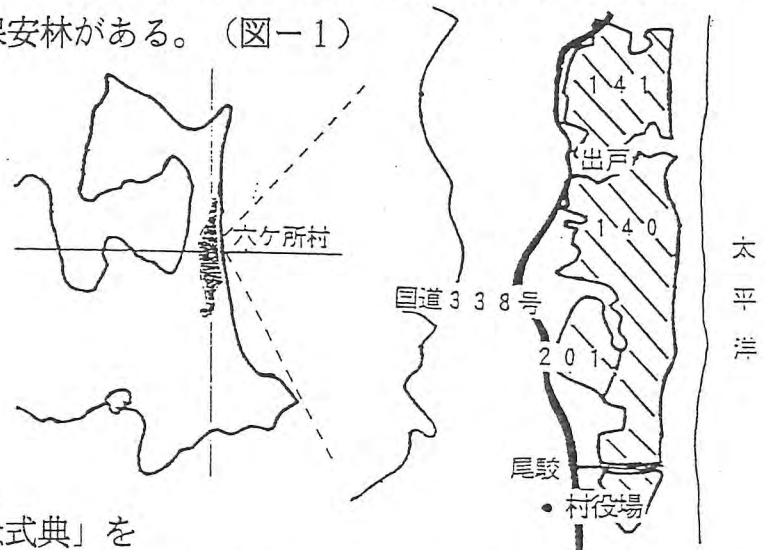 保安林がある。（図－１）
１４１
出戸
六ケ所村
１４０
太平洋
国道３３８号
２０１
尾駮
・村役場
式典」を